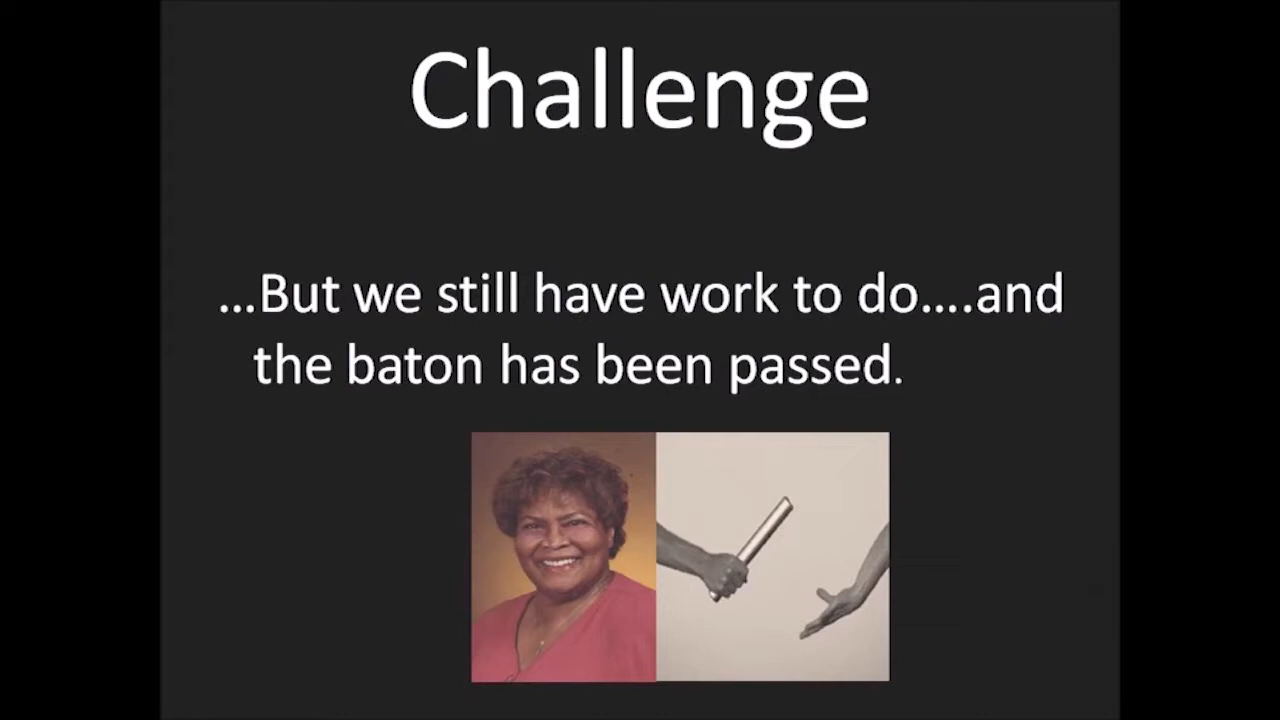 Challenge
...But we still have work to do....and
the baton has been passed.